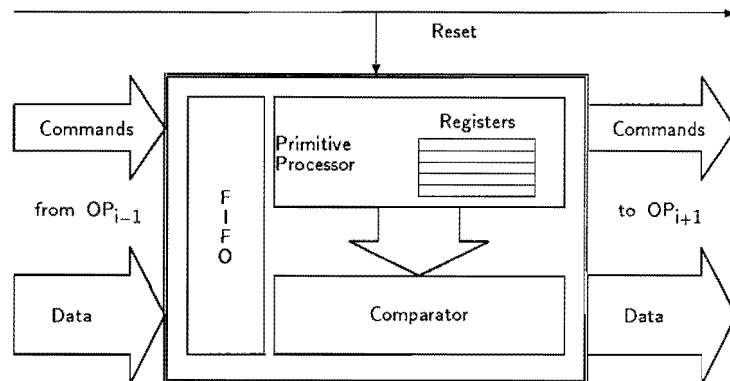 Reset
Commands
Registers
Commands
Primitive
Processor
from OP_{i-1}
F
I
F
O
to OP_{i+1}
Data
Comparator
Data